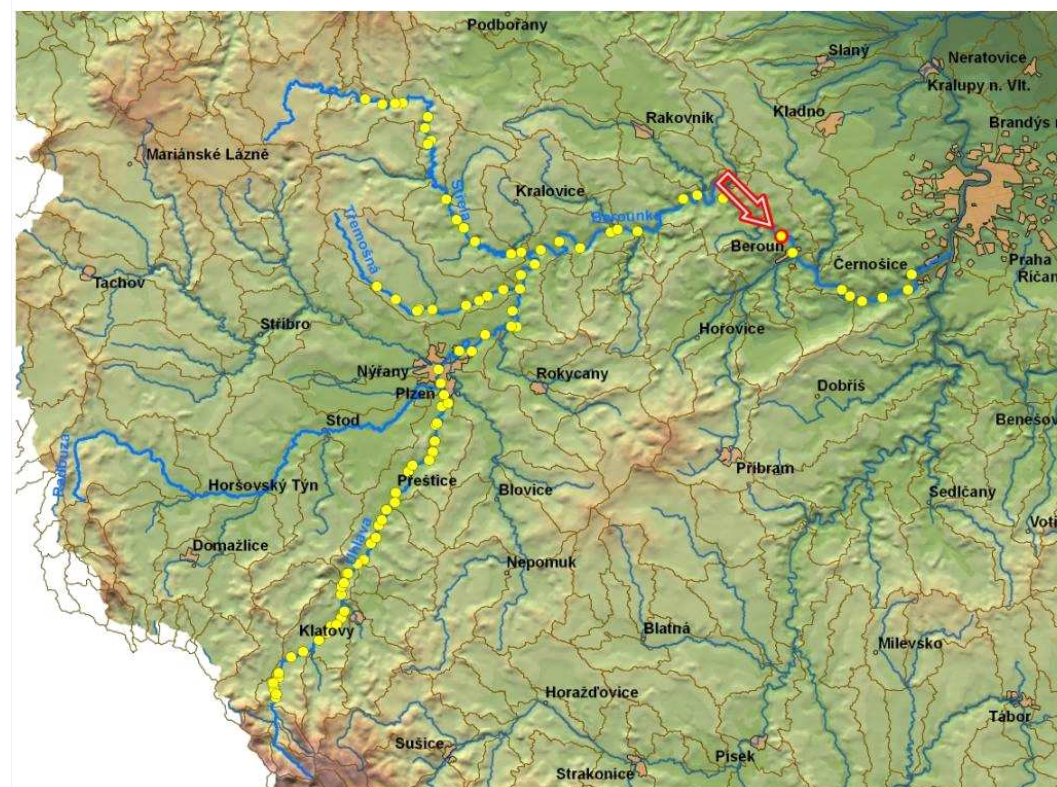 Podbořany
Slaný
Neratovice
Kralupy n. Vlt.
Kladno
Rakovník
Brandýs n
Mariánské Lázně
Střela
Kralovice
Třemošná
Berounka
Beroun
Černošice
Praha
Říčan
Tachov
Stříbro
Hořovice
Nýřany
Rokycany
Plzeň
Dobříš
Stod
Benešov
Radbuza
Příbram
Horšovský Týn
Přeštice
Blovice
Sedlčany
Voti
Úhlava
Domažlice
Nepomuk
Klatovy
Blatná
Milevsko
Horažďovice
Tábor
Sušice
Písek
Strakonice